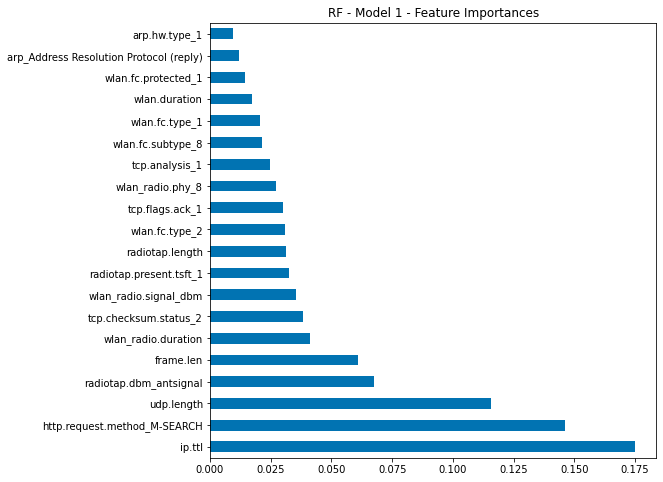 RF - Model 1 - Feature Importances
arp.hw.type_1
arp_Address Resolution Protocol (reply)
wlan.fc.protected_1
wlan.duration
wlan.fc.type_1
wlan.fc.subtype_8
tcp.analysis_1
wlan_radio.phy_8
tcp.flags.ack_1
wlan.fc.type_2
radiotap.length
radiotap.present.tsft_1
wlan_radio.signal_dbm
tcp.checksum.status_2
wlan_radio.duration
frame.len
radiotap.dbm_antsignal
udp.length
http.request.method_M-SEARCH
ip.ttl
0.000 0.025 0.050 0.075 0.100 0.125 0.150 0.175